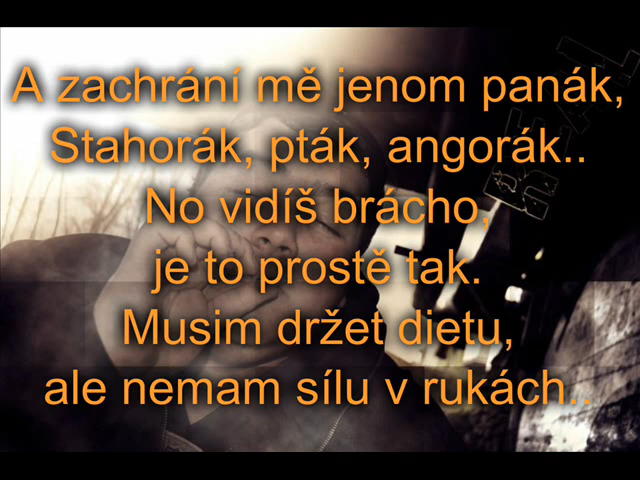 A zachrání mě jenom panák,
Stahorák, pták, angorák..
No vidíš brácho,
je to prostě tak.
Musim držet dietu,
ale nemam sílu v rukách..